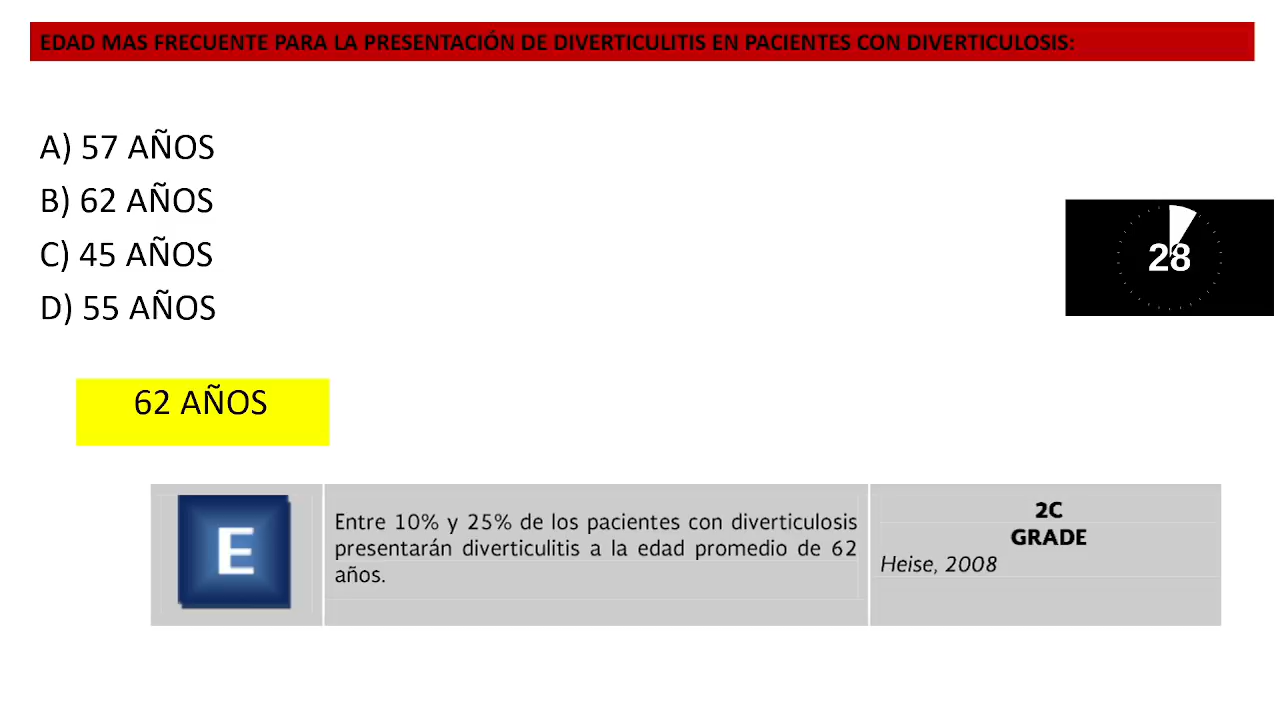 EDAD MAS FRECUENTE PARA LA PRESENTACIÓN DE DIVERTICULITIS EN PACIENTES CON DIVERTICULOSIS:
A) 57 AÑOS
B) 62 AÑOS
C) 45 AÑOS
D) 55 AÑOS
28
62 AÑOS
E
Entre 10% y 25% de los pacientes con diverticulosis
presentarán diverticulitis a la edad promedio de 62
años.
2C
GRADE
Heise, 2008